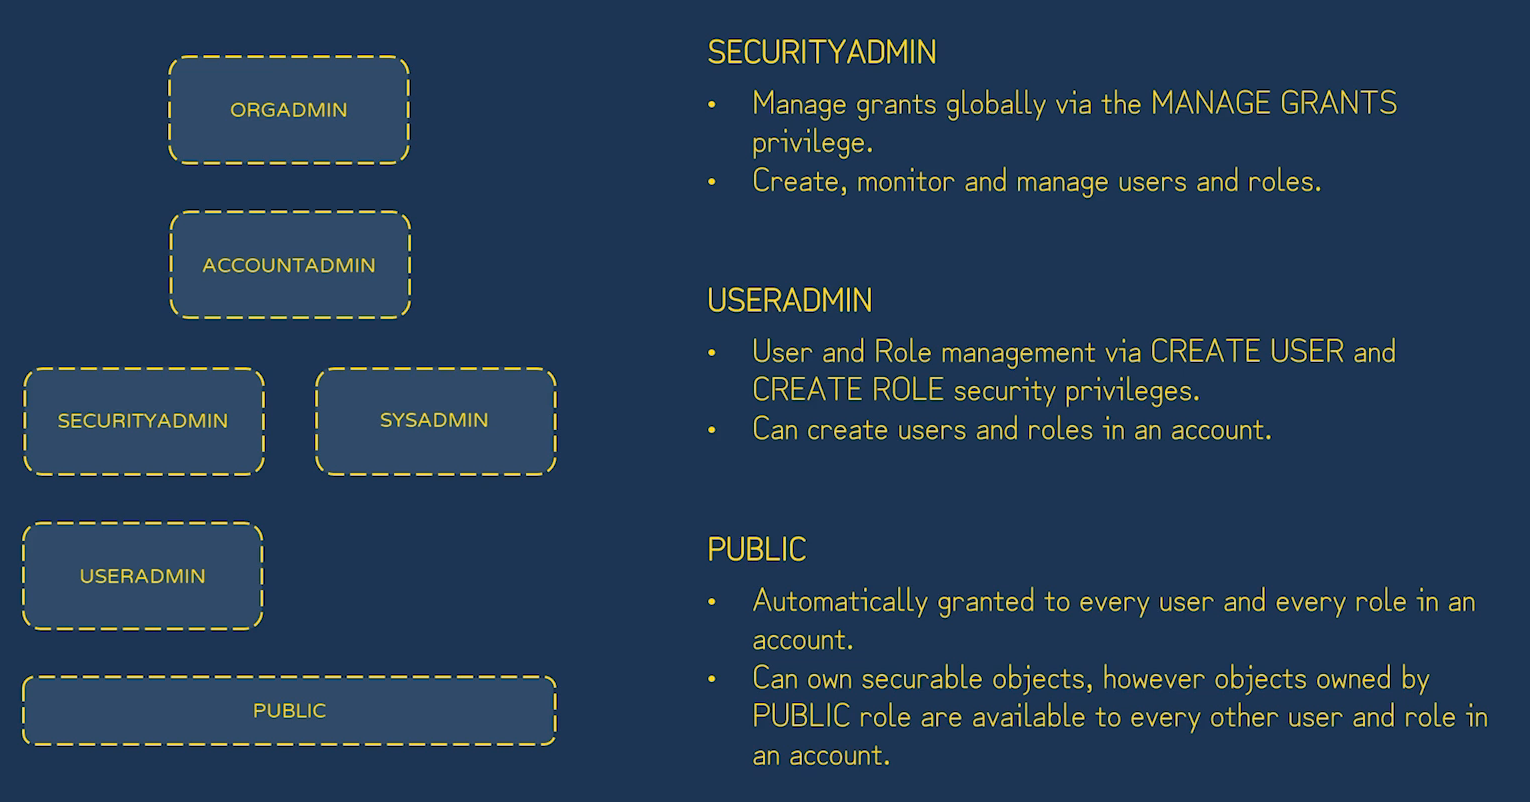 ORGADMIN
ACCOUNTADMIN
SECURITYADMIN
SYSADMIN
USERADMIN
PUBLIC
SECURITYADMIN
• Manage grants globally via the MANAGE GRANTS
privilege.
• Create, monitor and manage users and roles.
USERADMIN
• User and Role management via CREATE USER and
CREATE ROLE security privileges.
• Can create users and roles in an account.
PUBLIC
• Automatically granted to every user and every role in an
account.
• Can own securable objects, however objects owned by
PUBLIC role are available to every other user and role in
an account.